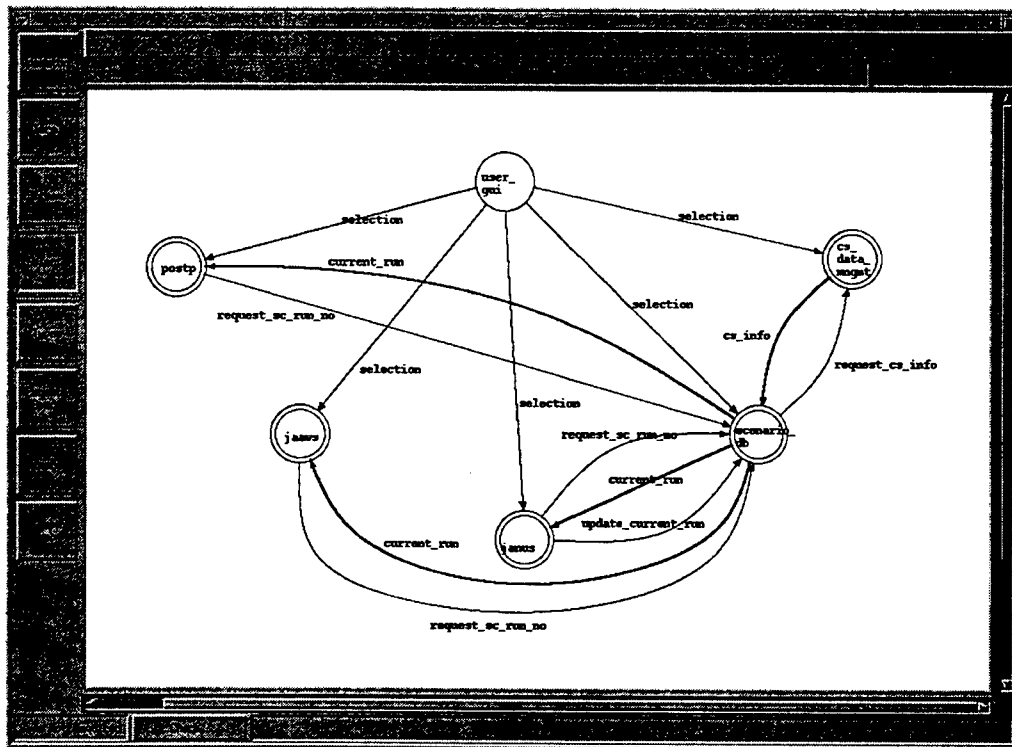 user_
gui
selection
selection
cs_
data_
mngmt
postp
current_run
request_sc_run_no
selection
cs_info
request_cs_info
selection
selection
jaaws
request_sc_run_no
scenario_
db
current_run
update_current_run
janus
current_run
request_sc_run_no